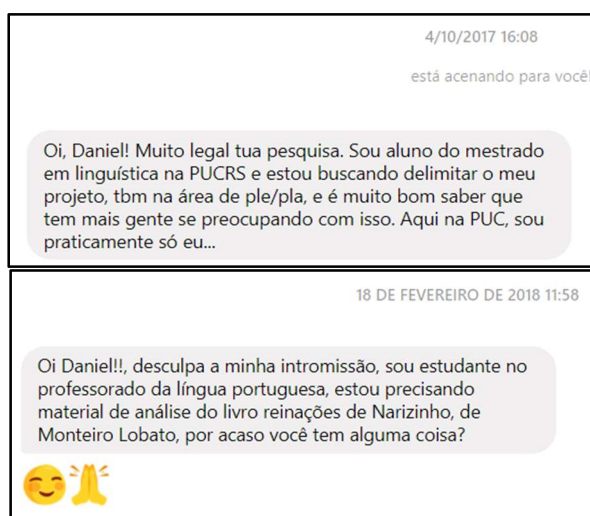 4/10/2017 16:08
está acenando para você!
Oi, Daniel! Muito legal tua pesquisa. Sou aluno do mestrado
em linguística na PUCRS e estou buscando delimitar o meu
projeto, tbm na área de ple/pla, e é muito bom saber que
tem mais gente se preocupando com isso. Aqui na PUC, sou
praticamente só eu...
18 DE FEVEREIRO DE 2018 11:58
Oi Daniel!!, desculpa a minha intromissão, sou estudante no
professorado da língua portuguesa, estou precisando
material de análise do livro reinações de Narizinho, de
Monteiro Lobato, por acaso você tem alguma coisa?